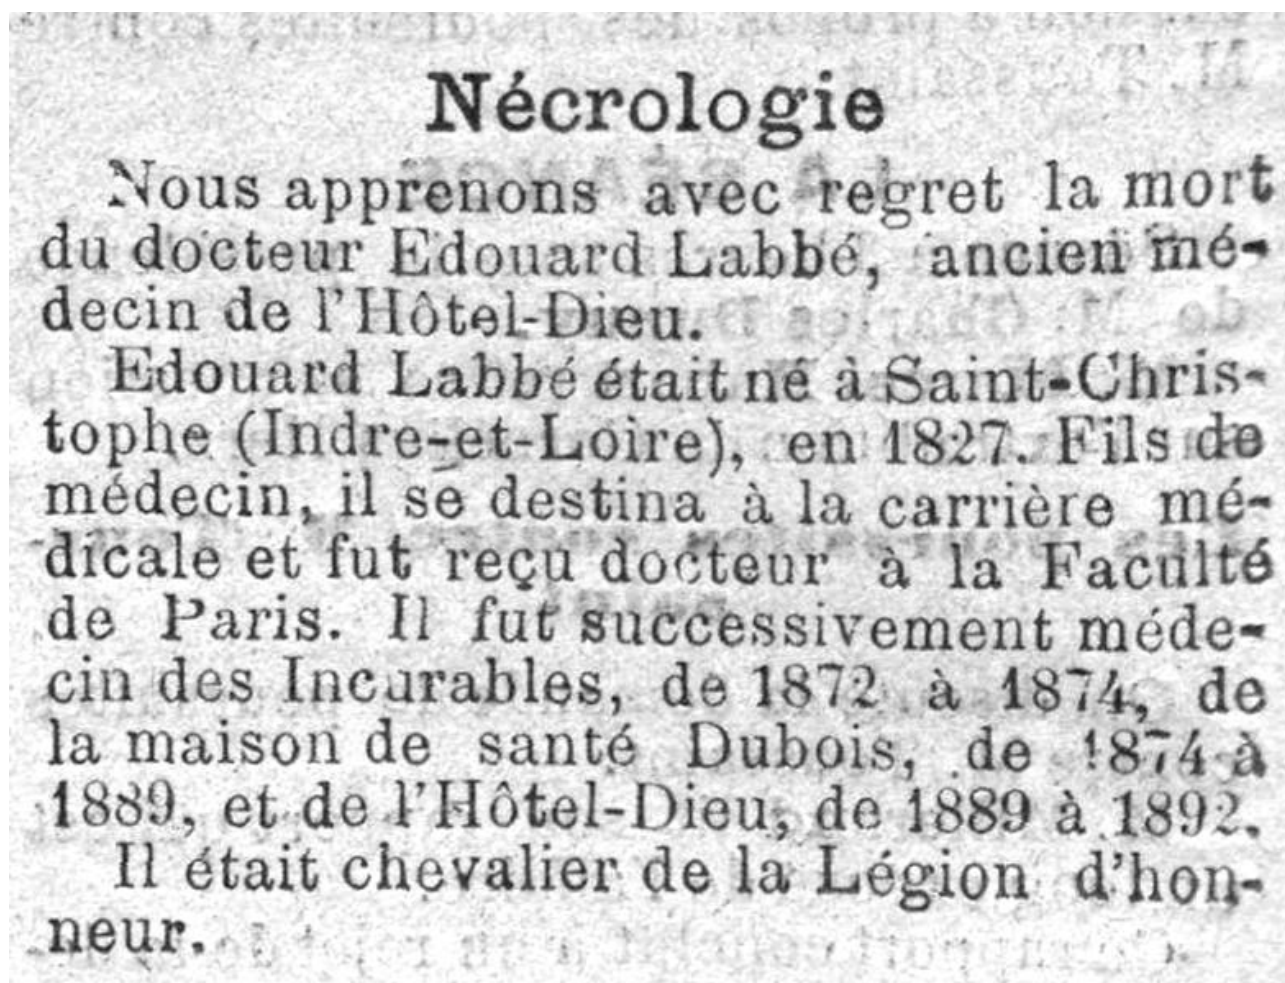 Nécrologie
Nous apprenons avec regret la mort
du docteur Edouard Labbé, ancien mé-
decin de l'Hôtel-Dieu.
Edouard Labbé était né à Saint-Chris-
tophe (Indre-et-Loire), en 1827. Fils de
médecin, il se destina à la carrière mé-
dicale et fut reçu docteur à la Faculté
de Paris. Il fut successivement méde-
cin des Incurables, de 1872 à 1874, de
la maison de santé Dubois, de 1874 à
1889, et de l'Hôtel-Dieu, de 1889 à 1892.
Il était chevalier de la Légion d'hon-
neur.